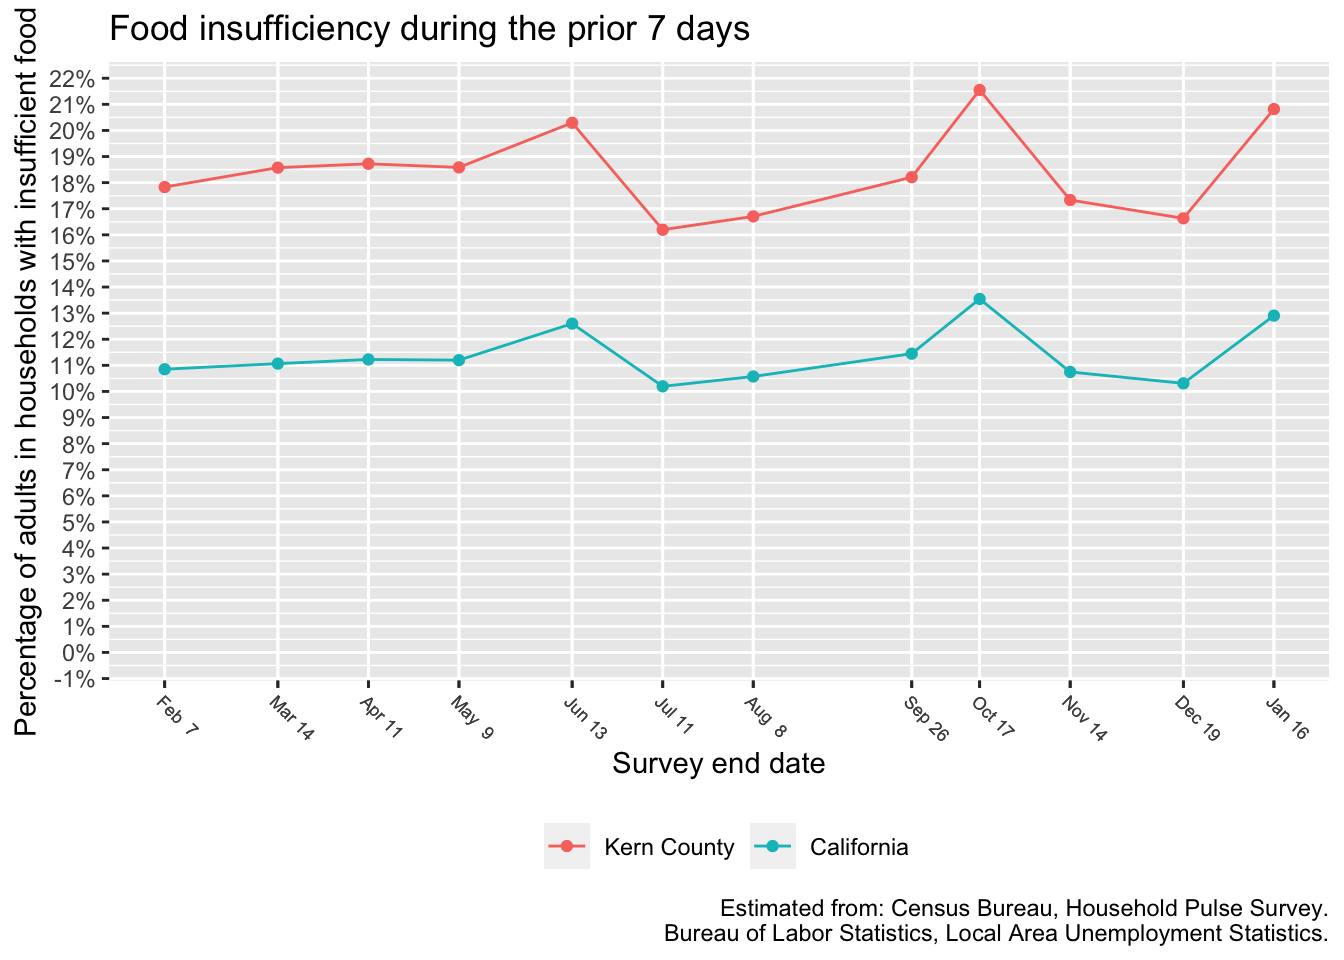 Food insufficiency during the prior 7 days
Percentage of adults in households with insufficient food
22%
21%
20%
19%
18%
17%
16%
15%
14%
13%
12%
11%
10%
9%
8%
7%
6%
5%
4%
3%
2%
1%
0%
-1%
Feb 7
Mar 14
Apr 11
May 9
Jun 13
Jul 11
Aug 8
Sep 26
Oct 17
Nov 14
Dec 19
Jan 16
Survey end date
Kern County
California
Estimated from: Census Bureau, Household Pulse Survey.
Bureau of Labor Statistics, Local Area Unemployment Statistics.